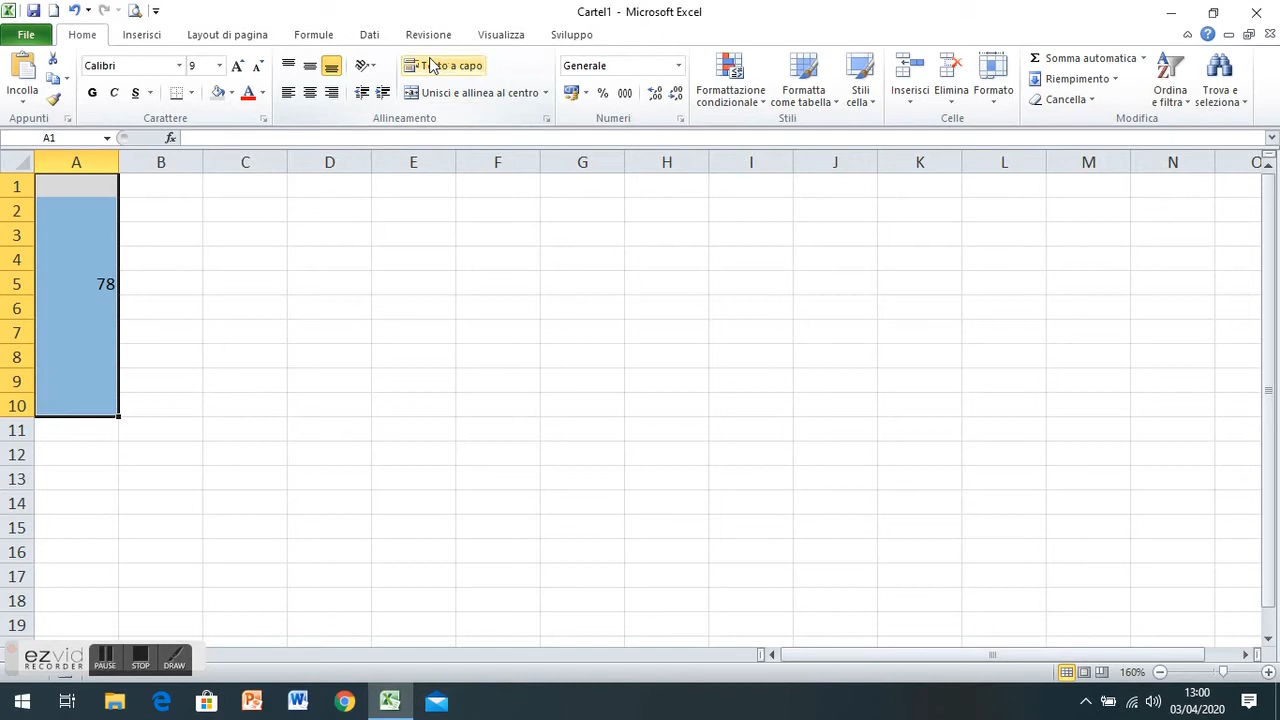 Cartel1 - Microsoft Excel
File Home Inserisci Layout di pagina Formule Dati Revisione Visualizza Sviluppo
Incolla
Calibri 9
G C S
A
Testo a capo
Unisci e allinea al centro
Generale
% 000
Formattazione condizionale
Formatta come tabella
Stili cella
Inserisci Elimina Formato
Somma automatica
Riempimento
Cancella
Ordina e filtra
Trova e seleziona
Appunti Carattere Allineamento Numeri Stili Celle Modifica
A1 fx
A B C D E F G H I J K L M N O
1
2
3
4
5 78
6
7
8
9
10
11
12
13
14
15
16
17
18
19
ezvid
RECORDER
PAUSE STOP DRAW
160%
13:00
03/04/2020